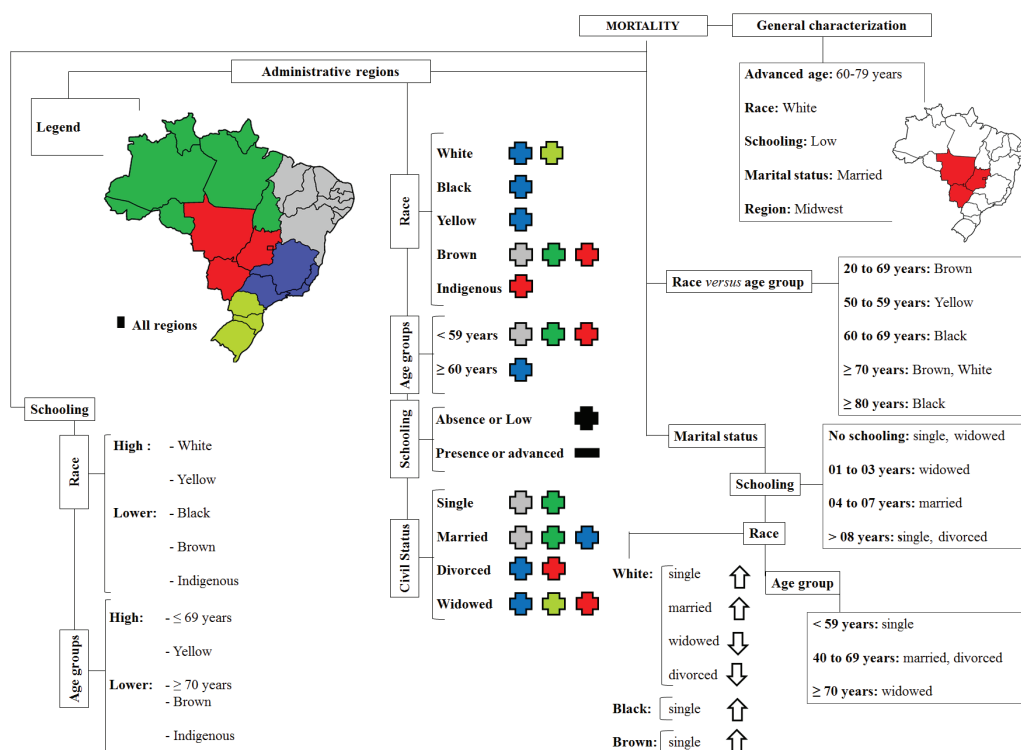 MORTALITY
General characterization
Advanced age: 60-79 years
Race: White
Schooling: Low
Marital status: Married
Region: Midwest
Administrative regions
Legend
All regions
Race
White
Black
Yellow
Brown
Indigenous
Age groups
< 59 years
≥ 60 years
Schooling
Absence or Low
Presence or advanced
Civil Status
Single
Married
Divorced
Widowed
Schooling
Race
High : - White
- Yellow
Lower: - Black
- Brown
- Indigenous
Age groups
High: - ≤ 69 years
- Yellow
Lower: - ≥ 70 years
- Brown
- Indigenous
Race versus age group
20 to 69 years: Brown
50 to 59 years: Yellow
60 to 69 years: Black
≥ 70 years: Brown, White
≥ 80 years: Black
Marital status
Schooling
No schooling: single, widowed
01 to 03 years: widowed
04 to 07 years: married
> 08 years: single, divorced
Race
White: single
married
widowed
divorced
Black: single
Brown: single
Age group
< 59 years: single
40 to 69 years: married, divorced
≥ 70 years: widowed